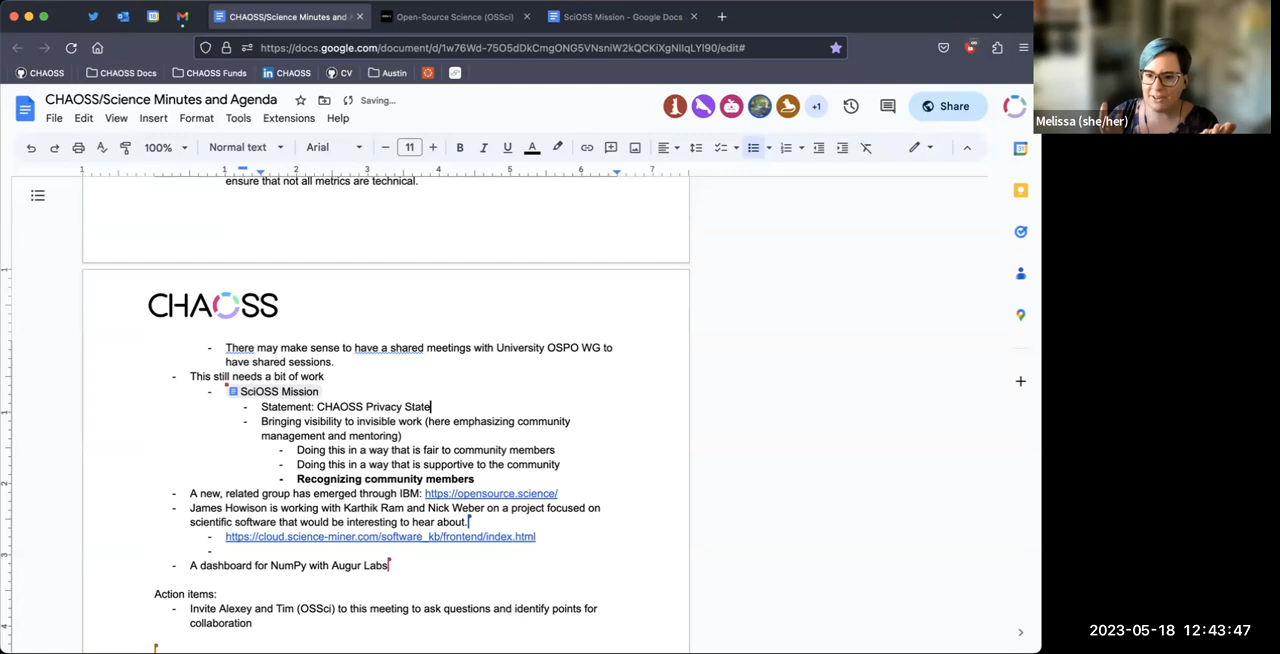 CHAOSS/Science Minutes and A
Open-Source Science (OSSci)
SciOSS Mission - Google Docs
https://docs.google.com/document/d/1w76Wd-75O5dDkCmgONG5VNsniW2kQCKiXgNIIqLYI90/edit#
CHAOSS
CHAOSS Docs
CHAOSS Funds
CHAOSS
CV
Austin
CHAOSS/Science Minutes and Agenda
Saving...
File Edit View Insert Format Tools Extensions Help
+1
Share
Melissa (she/her)
100% Normal text Arial 11
1 1 2 3 4 5 6 7
ensure that not all metrics are technical.
CHAOSS
- There may make sense to have a shared meetings with University OSPO WG to
have shared sessions.
- This still needs a bit of work
- SciOSS Mission
- Statement: CHAOSS Privacy State
- Bringing visibility to invisible work (here emphasizing community
management and mentoring)
- Doing this in a way that is fair to community members
- Doing this in a way that is supportive to the community
- Recognizing community members
- A new, related group has emerged through IBM: https://opensource.science/
- James Howison is working with Karthik Ram and Nick Weber on a project focused on
scientific software that would be interesting to hear about.
- https://cloud.science-miner.com/software_kb/frontend/index.html
-
- A dashboard for NumPy with Augur Labs
Action items:
- Invite Alexey and Tim (OSSci) to this meeting to ask questions and identify points for
collaboration
2023-05-18 12:43:47